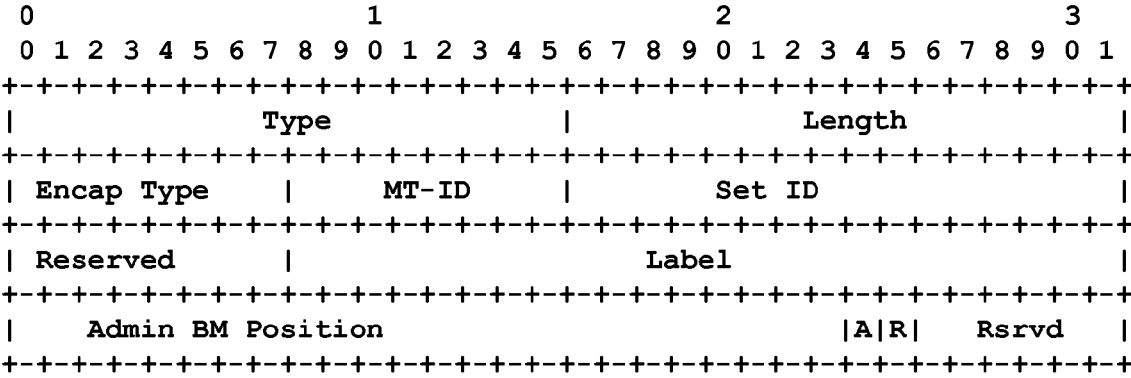 0                   1                   2                   3
 0 1 2 3 4 5 6 7 8 9 0 1 2 3 4 5 6 7 8 9 0 1 2 3 4 5 6 7 8 9 0 1
+-+-+-+-+-+-+-+-+-+-+-+-+-+-+-+-+-+-+-+-+-+-+-+-+-+-+-+-+-+-+-+-+
|              Type             |             Length            |
+-+-+-+-+-+-+-+-+-+-+-+-+-+-+-+-+-+-+-+-+-+-+-+-+-+-+-+-+-+-+-+-+
| Encap Type    |     MT-ID     |        Set ID                 |
+-+-+-+-+-+-+-+-+-+-+-+-+-+-+-+-+-+-+-+-+-+-+-+-+-+-+-+-+-+-+-+-+
| Reserved      |                    Label                      |
+-+-+-+-+-+-+-+-+-+-+-+-+-+-+-+-+-+-+-+-+-+-+-+-+-+-+-+-+-+-+-+-+
|    Admin BM Position                          |A|R|   Rsrvd   |
+-+-+-+-+-+-+-+-+-+-+-+-+-+-+-+-+-+-+-+-+-+-+-+-+-+-+-+-+-+-+-+-+